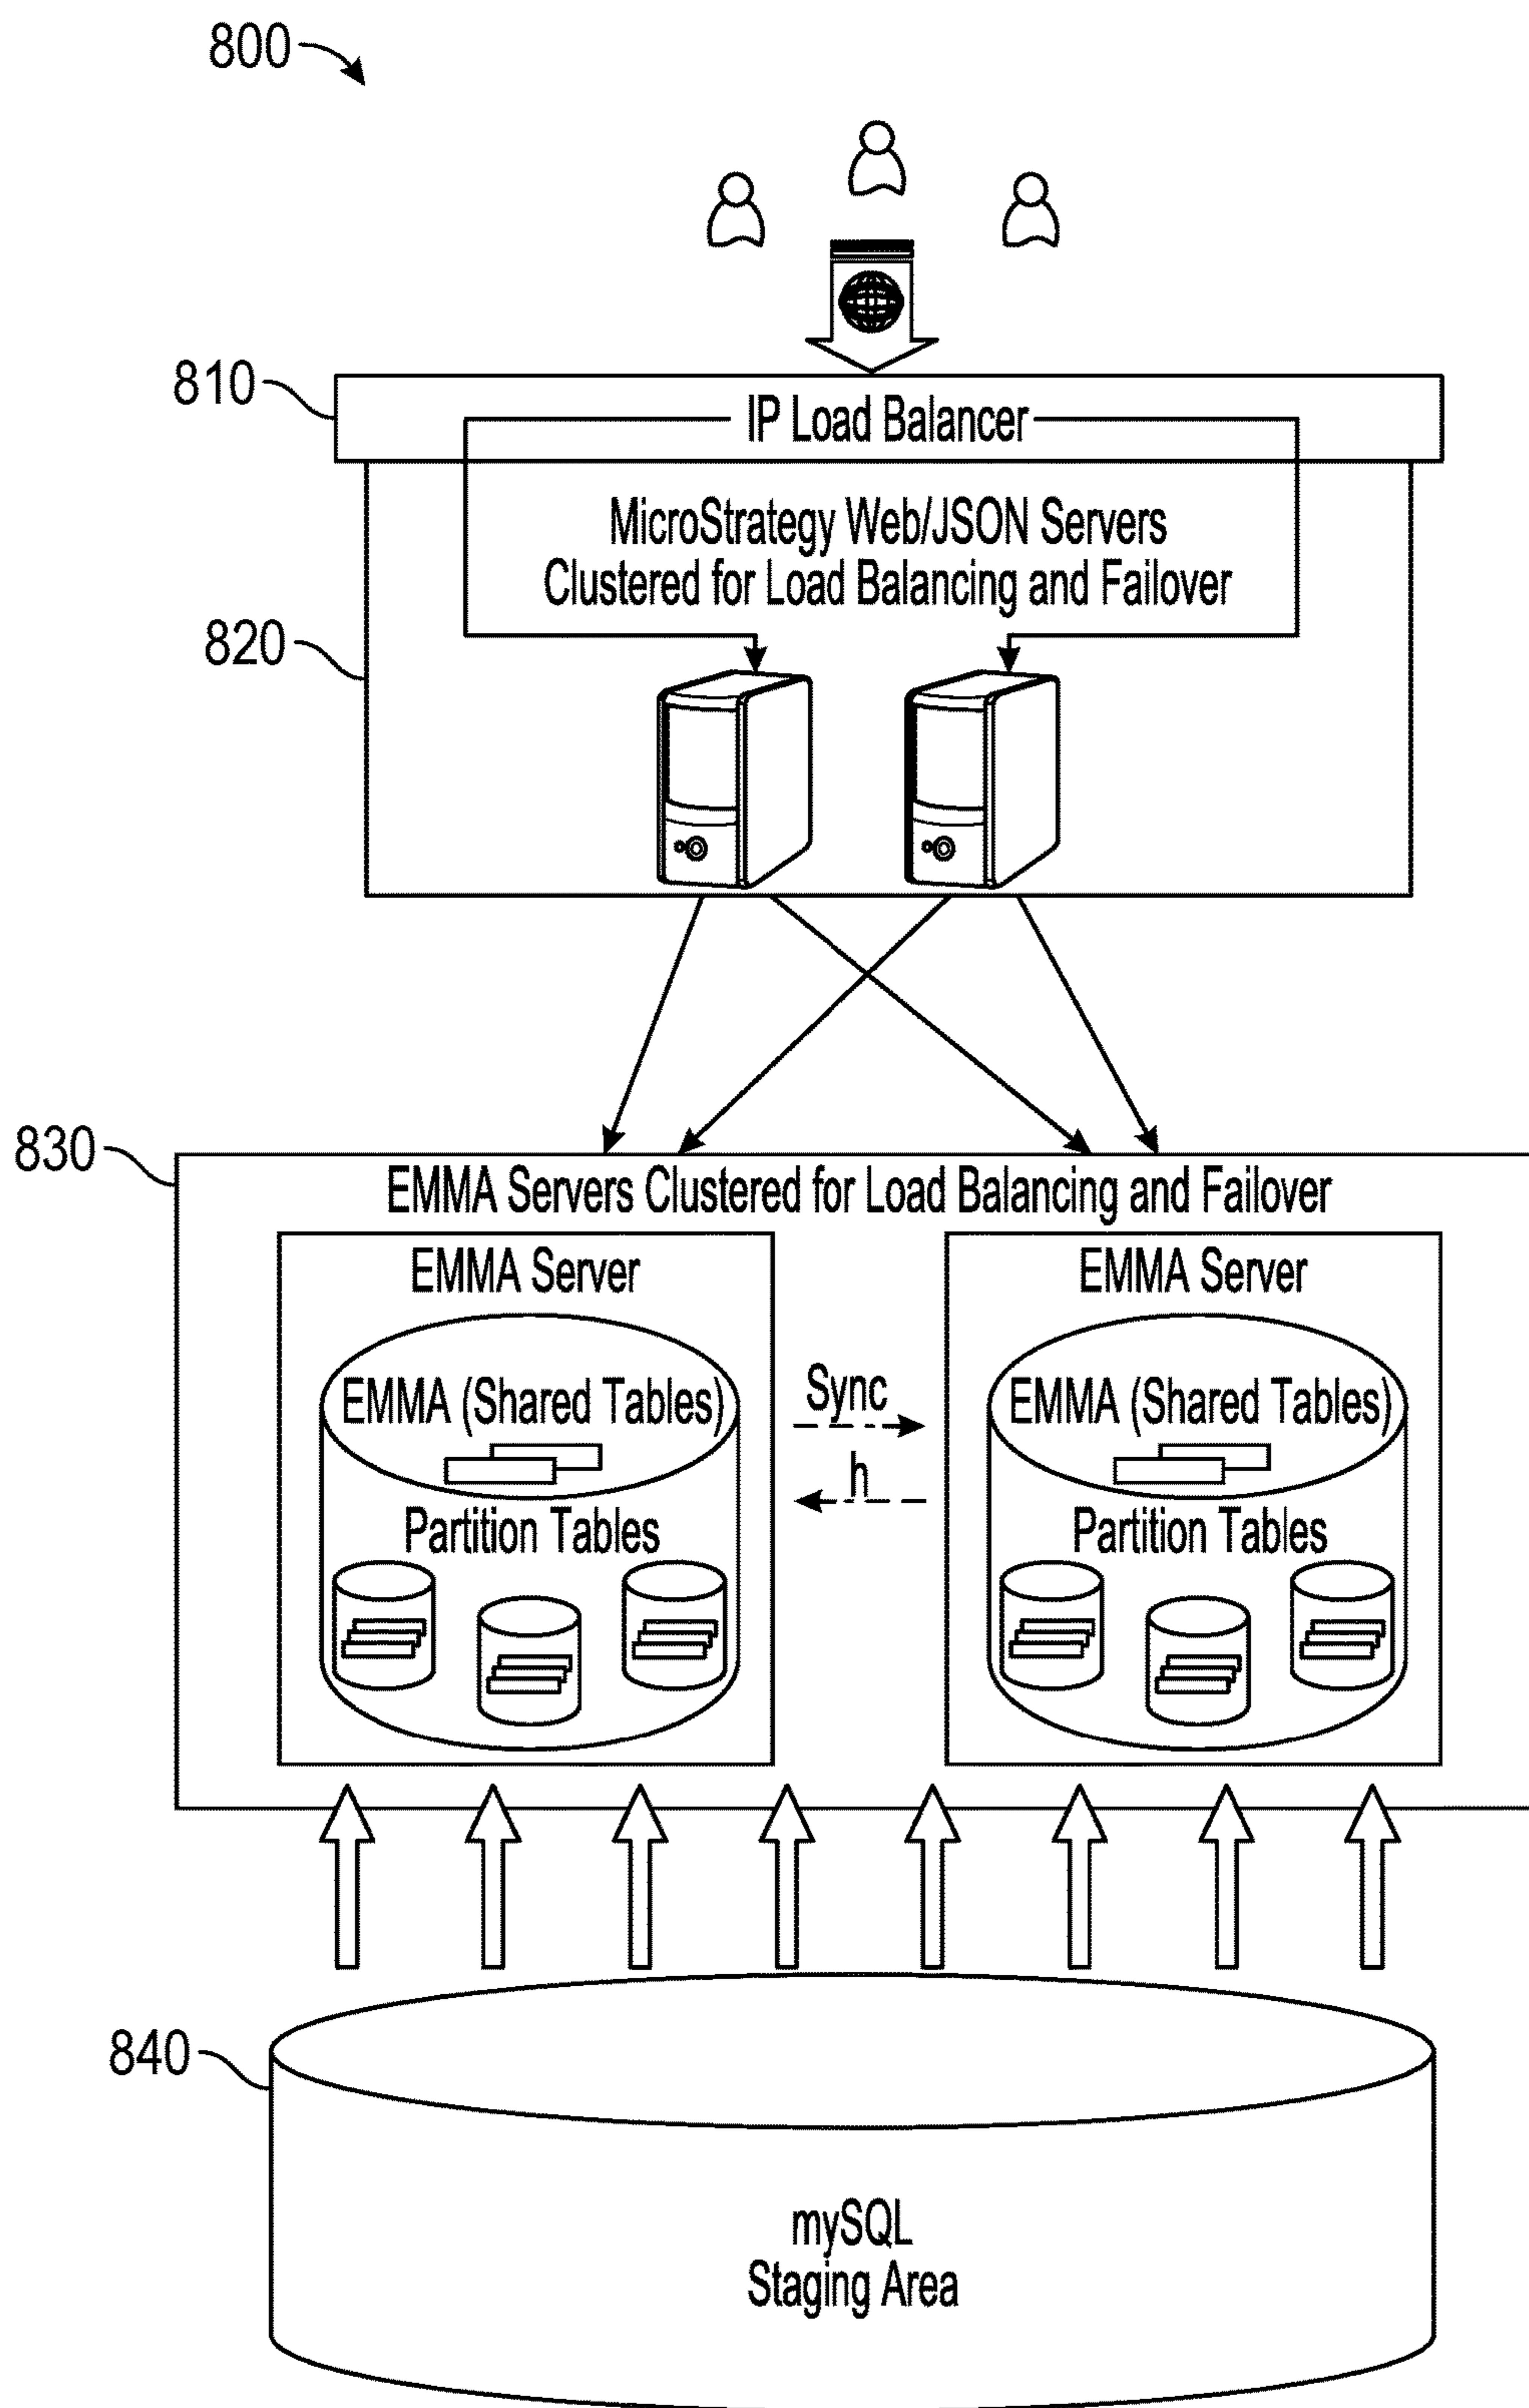 800
810
IP Load Balancer
MicroStrategy Web/JSON Servers
Clustered for Load Balancing and Failover
820
830
EMMA Servers Clustered for Load Balancing and Failover
EMMA Server
EMMA Server
EMMA (Shared Tables)
Sync
EMMA (Shared Tables)
h
Partition Tables
Partition Tables
840
mySQL
Staging Area